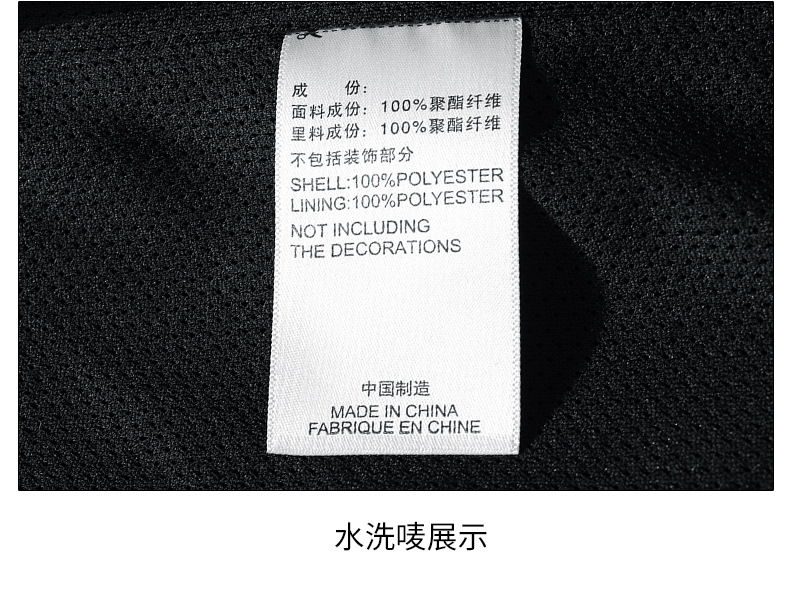 成　　份：
面料成份：100%聚酯纤维
里料成份：100%聚酯纤维
不包括装饰部分
SHELL:100%POLYESTER
LINING:100%POLYESTER
NOT INCLUDING
THE DECORATIONS
中国制造
MADE IN CHINA
FABRIQUE EN CHINE
水洗唛展示